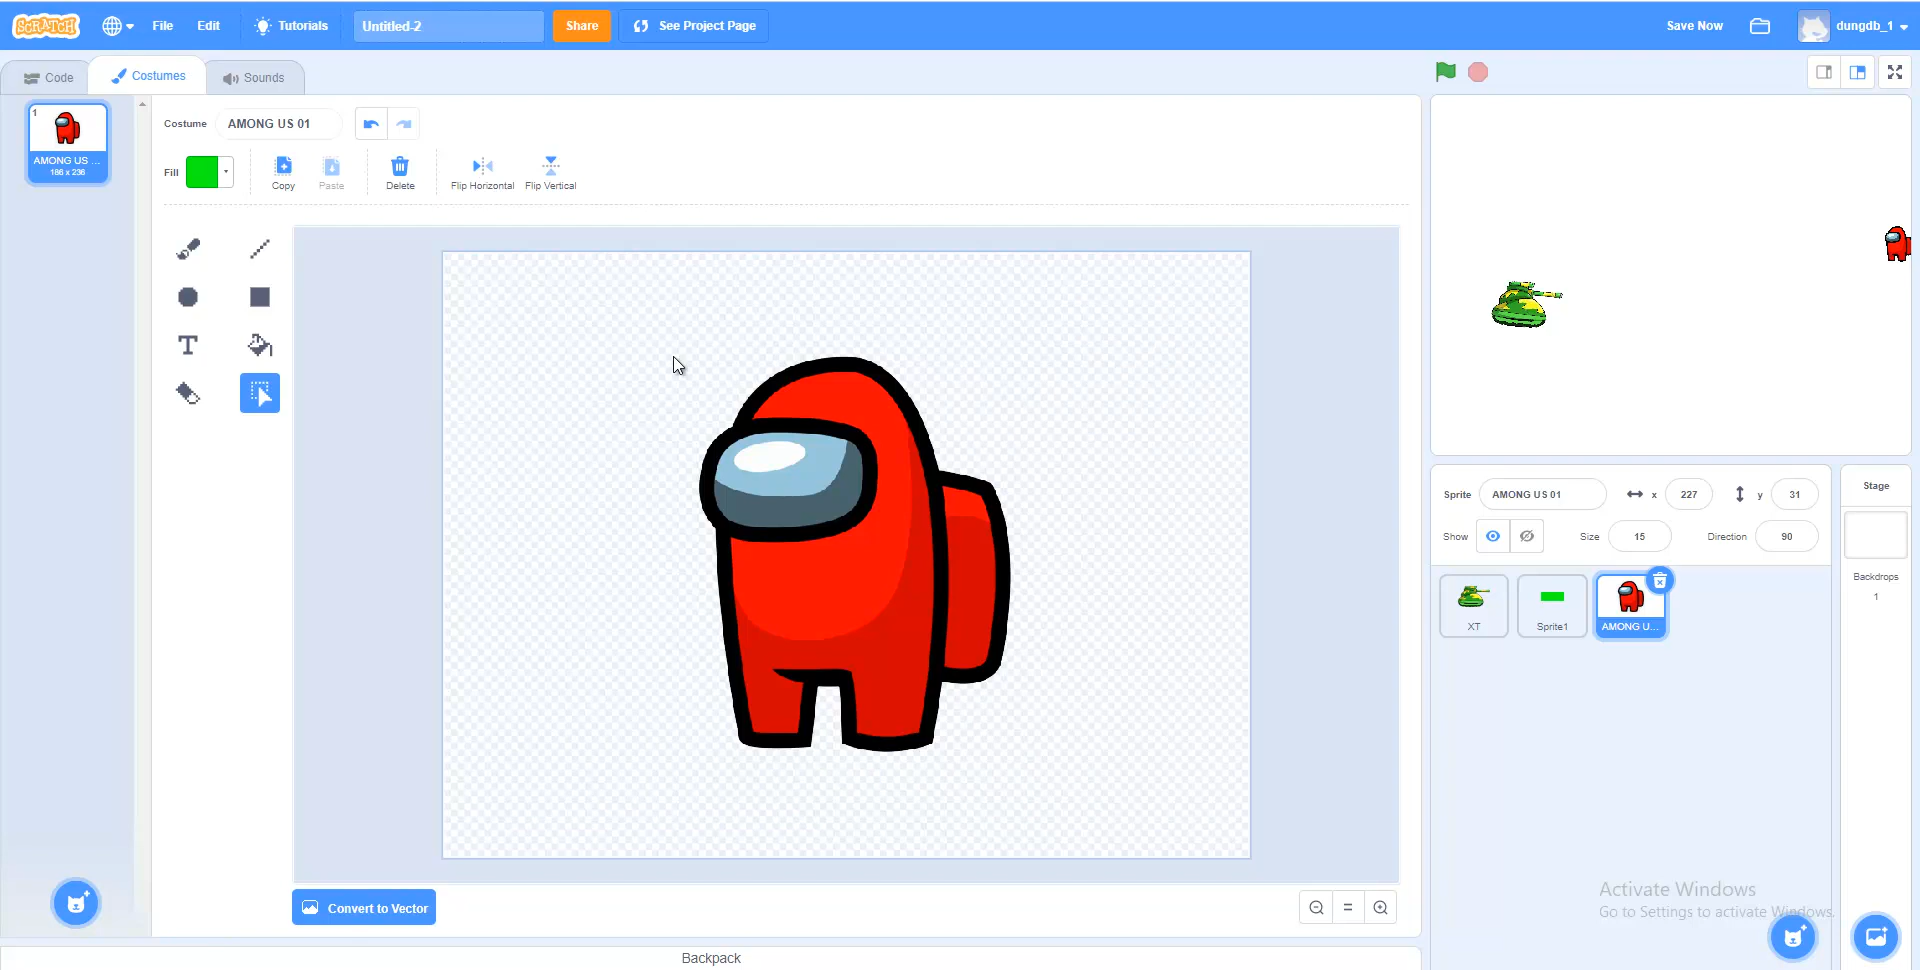 SCRATCH
File
Edit
Tutorials
Untitled-2
Share
See Project Page
Save Now
dungdb_1
Code
Costumes
Sounds
1
AMONG US ...
186 x 236
Costume
AMONG US 01
Fill
Copy
Paste
Delete
Flip Horizontal
Flip Vertical
T
Convert to Vector
=
Backpack
Sprite
AMONG US 01
x
227
y
31
Show
Size
15
Direction
90
XT
Sprite1
AMONG U...
Stage
Backdrops
1
Activate Windows
Go to Settings to activate Windows.